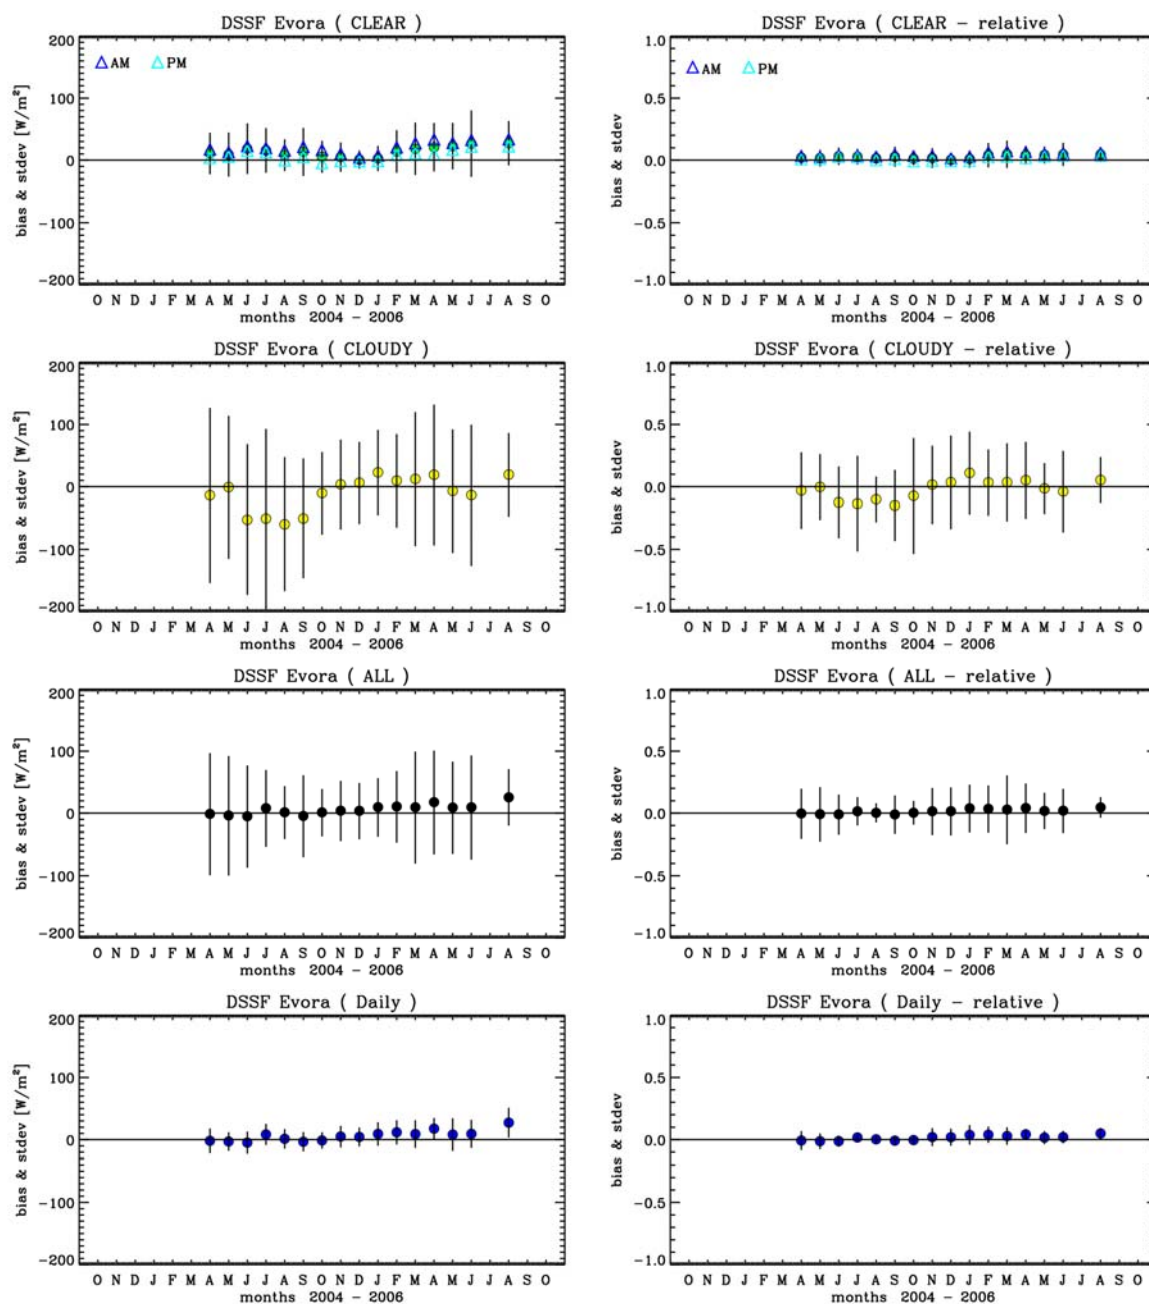 DSSF Evora ( CLEAR )
200
100
0
-100
-200
bias & stdev [W/m²]
AM PM
O N D J F M A M J J A S O N D J F M A M J J A O
months 2004 - 2006
DSSF Evora ( CLEAR - relative )
1.0
0.5
0.0
-0.5
-1.0
bias & stdev
AM PM
O N D J F M A M J J A S O N D J F M A M J J A O
months 2004 - 2006
DSSF Evora ( CLOUDY )
200
100
0
-100
-200
bias & stdev [W/m²]
O N D J F M A M J J A S O N D J F M A M J J A O
months 2004 - 2006
DSSF Evora ( CLOUDY - relative )
1.0
0.5
0.0
-0.5
-1.0
bias & stdev
O N D J F M A M J J A S O N D J F M A M J J A O
months 2004 - 2006
DSSF Evora ( ALL )
200
100
0
-100
-200
bias & stdev [W/m²]
O N D J F M A M J J A S O N D J F M A M J J A O
months 2004 - 2006
DSSF Evora ( ALL - relative )
1.0
0.5
0.0
-0.5
-1.0
bias & stdev
O N D J F M A M J J A S O N D J F M A M J J A O
months 2004 - 2006
DSSF Evora ( Daily )
200
100
0
-100
-200
bias & stdev [W/m²]
O N D J F M A M J J A S O N D J F M A M J J A O
months 2004 - 2006
DSSF Evora ( Daily - relative )
1.0
0.5
0.0
-0.5
-1.0
bias & stdev
O N D J F M A M J J A S O N D J F M A M J J A O
months 2004 - 2006